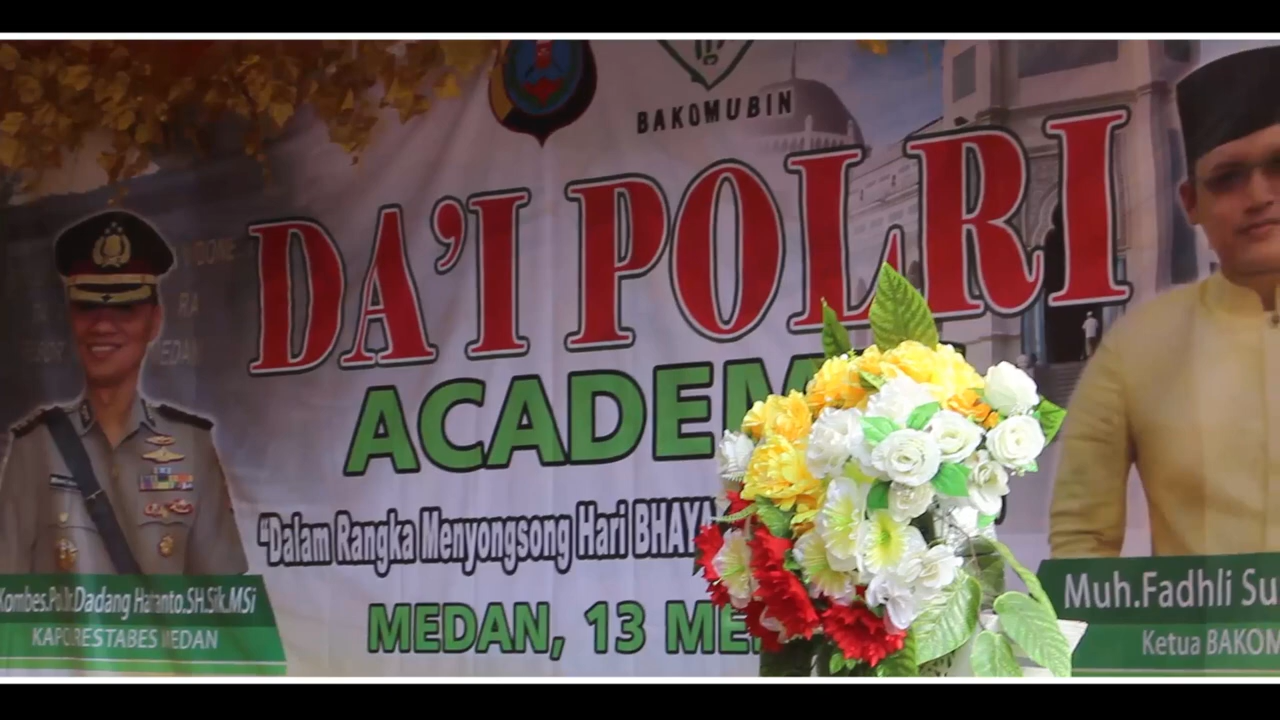 BAKOMUBIN
DA'I POLRI
ACADEM
"Dalam Rangka Menyongsong Hari BHAYA
MEDAN, 13 ME
Kombes.Pol.Dr.Dadang Hartanto.SH.Sik.MSi
KAPOLRESTABES MEDAN
Muh.Fadhli Su
Ketua BAKOM